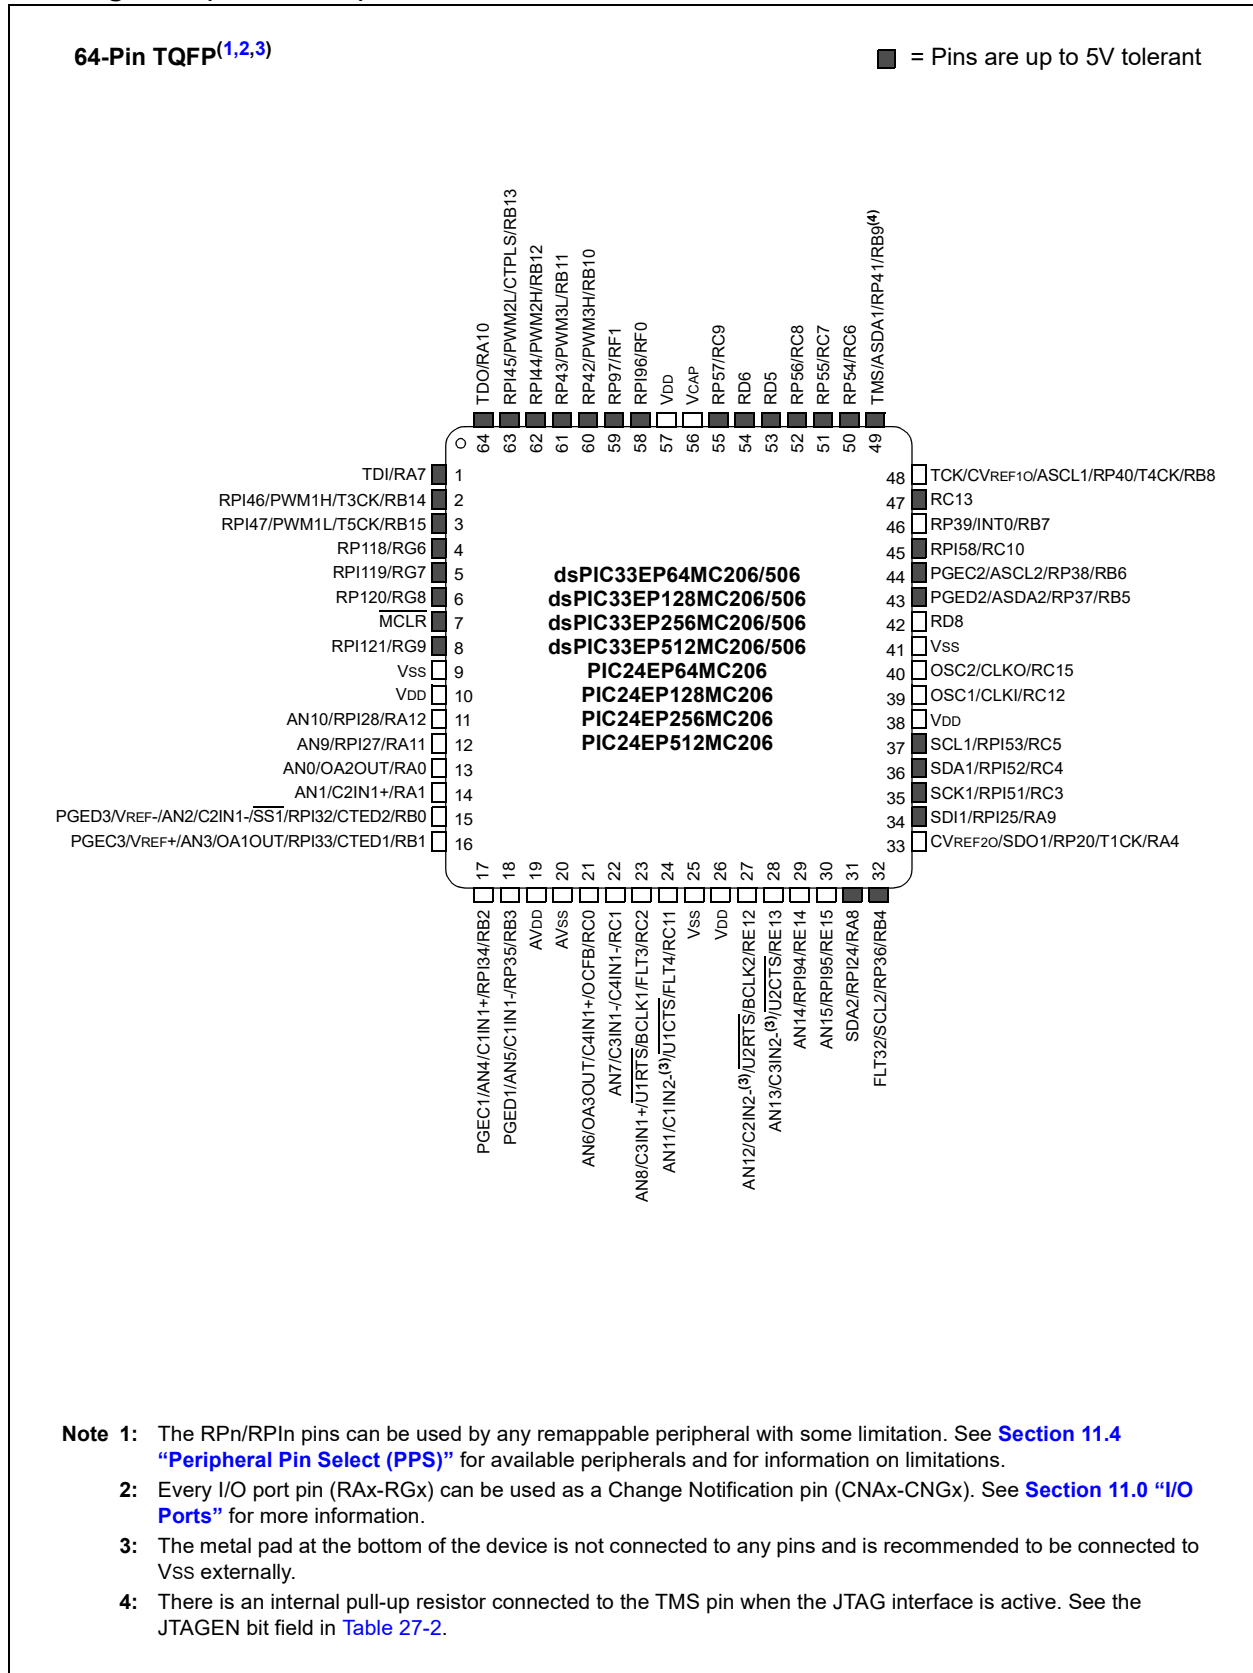 64-Pin TQFP(1,2,3)
= Pins are up to 5V tolerant
TDO/RA10
RPI45/PWM2L/CTPLS/RB13
RPI44/PWM2H/RB12
RP43/PWM3L/RB11
RP42/PWM3H/RB10
RP97/RF1
RPI96/RF0
VDD
VCAP
RP57/RC9
RD6
RD5
RP56/RC8
RP55/RC7
RP54/RC6
TMS/ASDA1/RP41/RB9(4)
64 63 62 61 60 59 58 57 56 55 54 53 52 51 50 49
TDI/RA7 1
RPI46/PWM1H/T3CK/RB14 2
RPI47/PWM1L/T5CK/RB15 3
RP118/RG6 4
RPI119/RG7 5
RP120/RG8 6
MCLR 7
RPI121/RG9 8
VSS 9
VDD 10
AN10/RPI28/RA12 11
AN9/RPI27/RA11 12
AN0/OA2OUT/RA0 13
AN1/C2IN1+/RA1 14
PGED3/VREF-/AN2/C2IN1-/SS1/RPI32/CTED2/RB0 15
PGEC3/VREF+/AN3/OA1OUT/RPI33/CTED1/RB1 16
dsPIC33EP64MC206/506
dsPIC33EP128MC206/506
dsPIC33EP256MC206/506
dsPIC33EP512MC206/506
PIC24EP64MC206
PIC24EP128MC206
PIC24EP256MC206
PIC24EP512MC206
48 TCK/CVREF1O/ASCL1/RP40/T4CK/RB8
47 RC13
46 RP39/INT0/RB7
45 RPI58/RC10
44 PGEC2/ASCL2/RP38/RB6
43 PGED2/ASDA2/RP37/RB5
42 RD8
41 VSS
40 OSC2/CLKO/RC15
39 OSC1/CLKI/RC12
38 VDD
37 SCL1/RPI53/RC5
36 SDA1/RPI52/RC4
35 SCK1/RPI51/RC3
34 SDI1/RPI25/RA9
33 CVREF2O/SDO1/RP20/T1CK/RA4
17 18 19 20 21 22 23 24 25 26 27 28 29 30 31 32
PGEC1/AN4/C1IN1+/RPI34/RB2
PGED1/AN5/C1IN1-/RP35/RB3
AVDD
AVSS
AN6/OA3OUT/C4IN1+/OCFB/RC0
AN7/C3IN1-/C4IN1-/RC1
AN8/C3IN1+/U1RTS/BCLK1/FLT3/RC2
AN11/C1IN2-(3)/U1CTS/FLT4/RC11
VSS
VDD
AN12/C2IN2-(3)/U2RTS/BCLK2/RE12
AN13/C3IN2-(3)/U2CTS/RE13
AN14/RPI94/RE14
AN15/RPI95/RE15
SDA2/RPI24/RA8
FLT32/SCL2/RP36/RB4
Note 1: The RPn/RPIn pins can be used by any remappable peripheral with some limitation. See Section 11.4
“Peripheral Pin Select (PPS)” for available peripherals and for information on limitations.
2: Every I/O port pin (RAx-RGx) can be used as a Change Notification pin (CNAx-CNGx). See Section 11.0 “I/O
Ports” for more information.
3: The metal pad at the bottom of the device is not connected to any pins and is recommended to be connected to
VSS externally.
4: There is an internal pull-up resistor connected to the TMS pin when the JTAG interface is active. See the
JTAGEN bit field in Table 27-2.